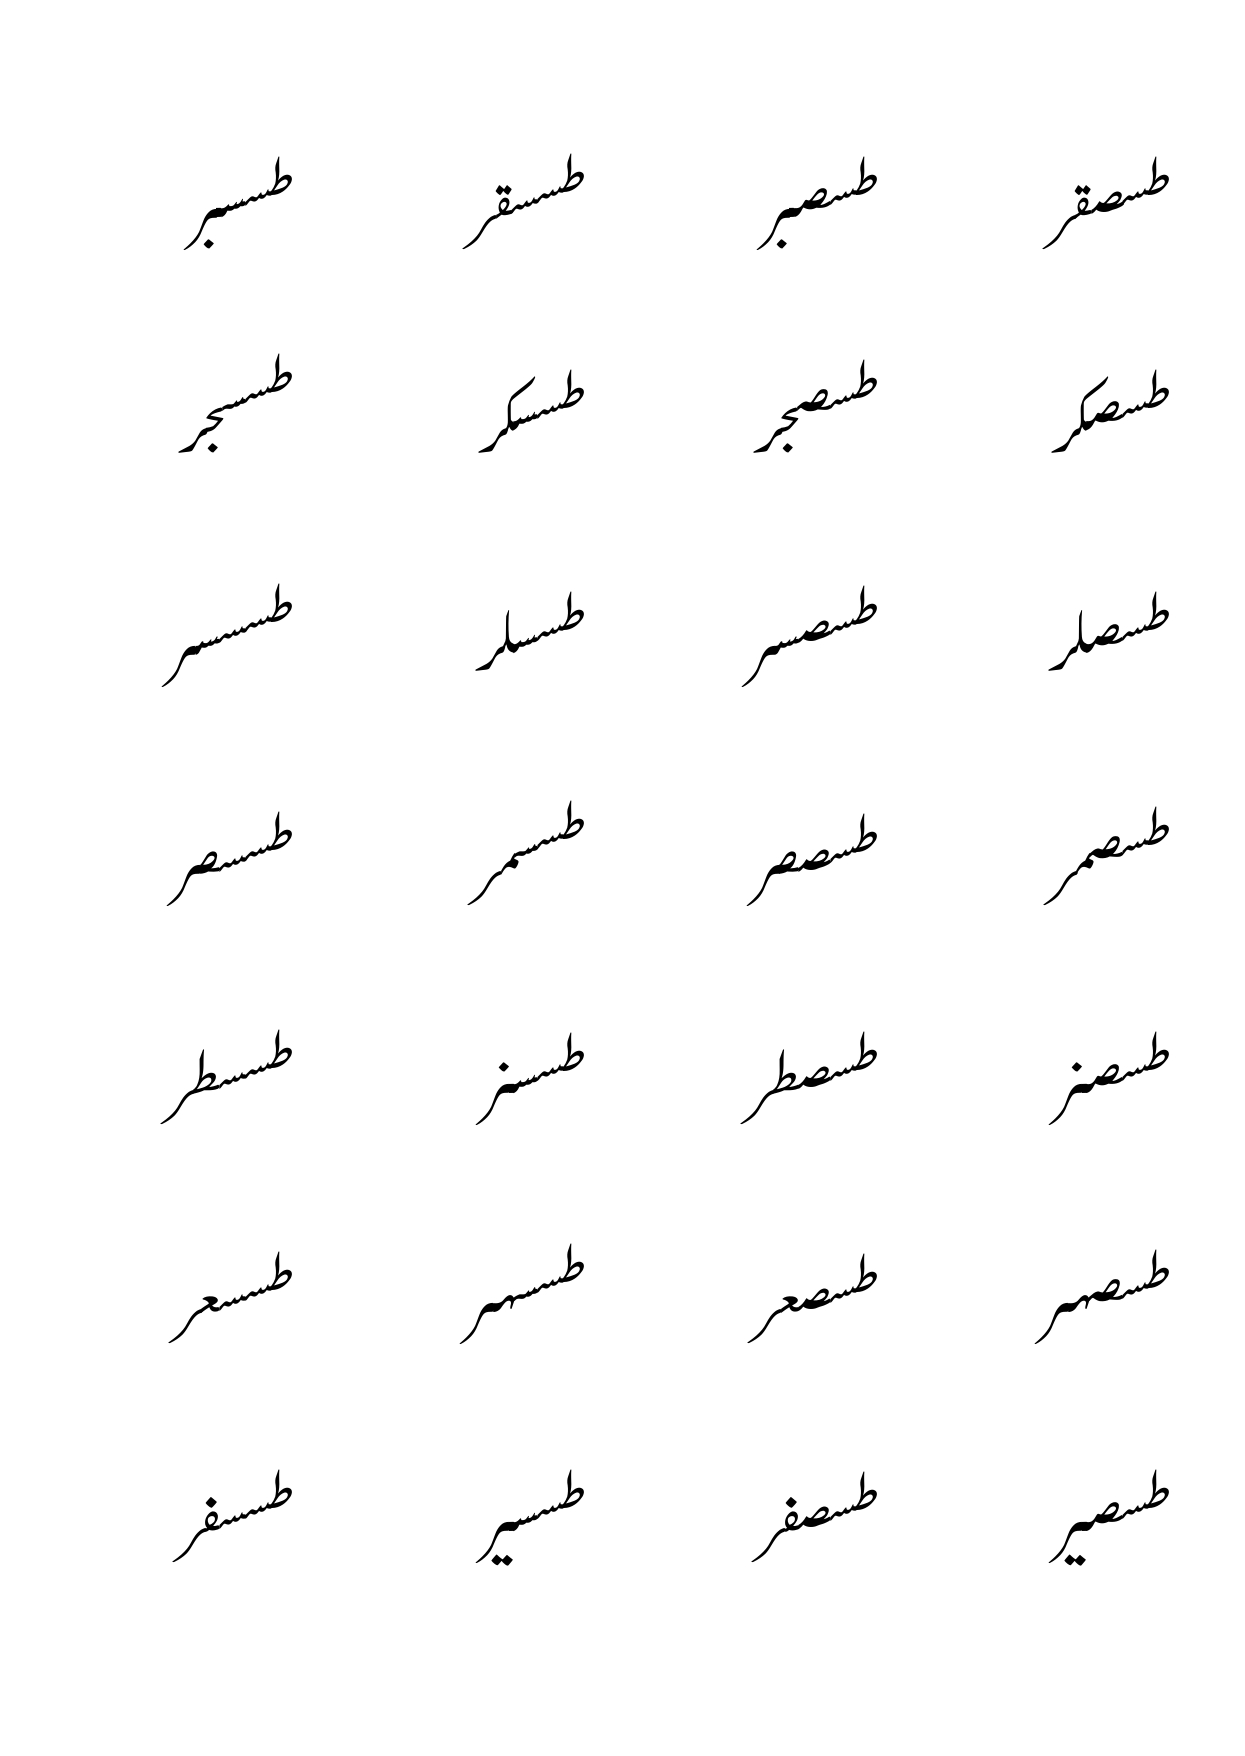 طسصقر طسصبر طسسقر طسسبر
طسصكر طسصجر طسسكر طسسجر
طسصلر طسصسر طسسلر طسسسر
طسصمر طسصصر طسسمر طسسصر
طسصنر طسصطر طسسنر طسسطر
طسصهر طسصعر طسسهر طسسعر
طسصير طسصفر طسسير طسسفر